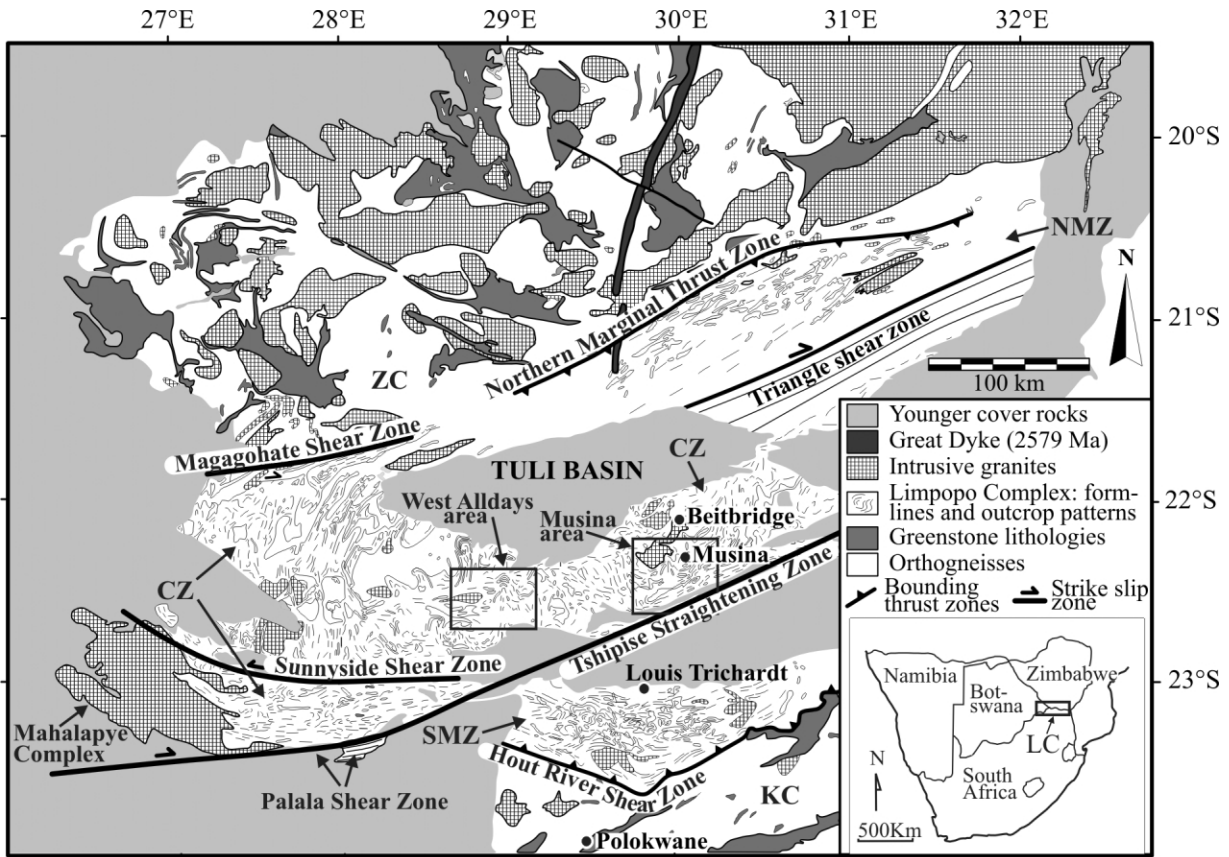 27°E 28°E 29°E 30°E 31°E 32°E
20°S
NMZ
N
Northern Marginal Thrust Zone
21°S
Triangle shear zone
100 km
ZC
Magagohate Shear Zone
TULI BASIN
CZ
22°S
West Alldays
area
Musina
area
Beitbridge
Musina
CZ
Tshipise Straightening Zone
Sunnyside Shear Zone
Louis Trichardt
23°S
Mahalapye
Complex
SMZ
Hout River Shear Zone
Palala Shear Zone
KC
Polokwane
Younger cover rocks
Great Dyke (2579 Ma)
Intrusive granites
Limpopo Complex: form-
lines and outcrop patterns
Greenstone lithologies
Orthogneisses
Bounding
thrust zones
Strike slip
zone
Namibia
Zimbabwe
Bot-
swana
LC
N
South
Africa
500Km